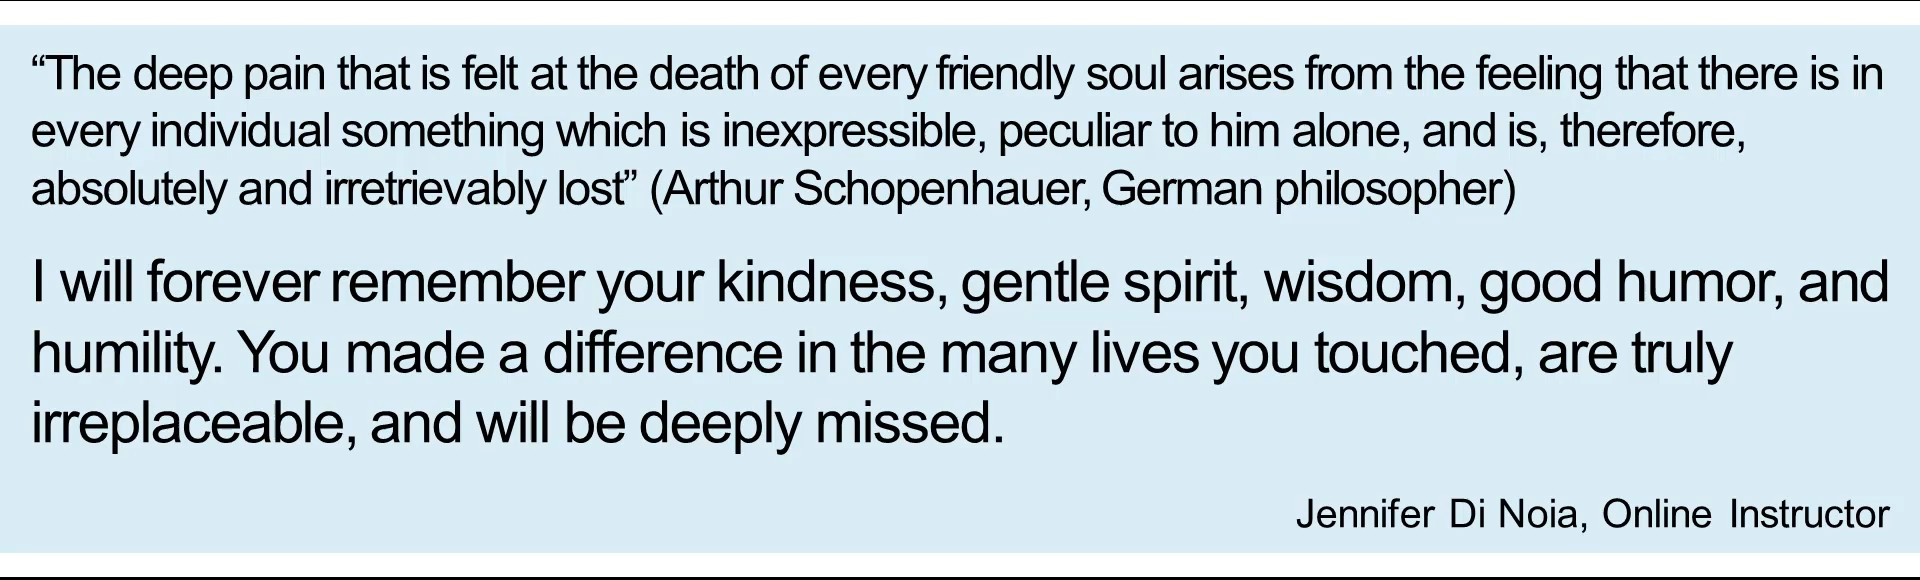 “The deep pain that is felt at the death of every friendly soul arises from the feeling that there is in
every individual something which is inexpressible, peculiar to him alone, and is, therefore,
absolutely and irretrievably lost” (Arthur Schopenhauer, German philosopher)
I will forever remember your kindness, gentle spirit, wisdom, good humor, and
humility. You made a difference in the many lives you touched, are truly
irreplaceable, and will be deeply missed.
Jennifer Di Noia, Online Instructor